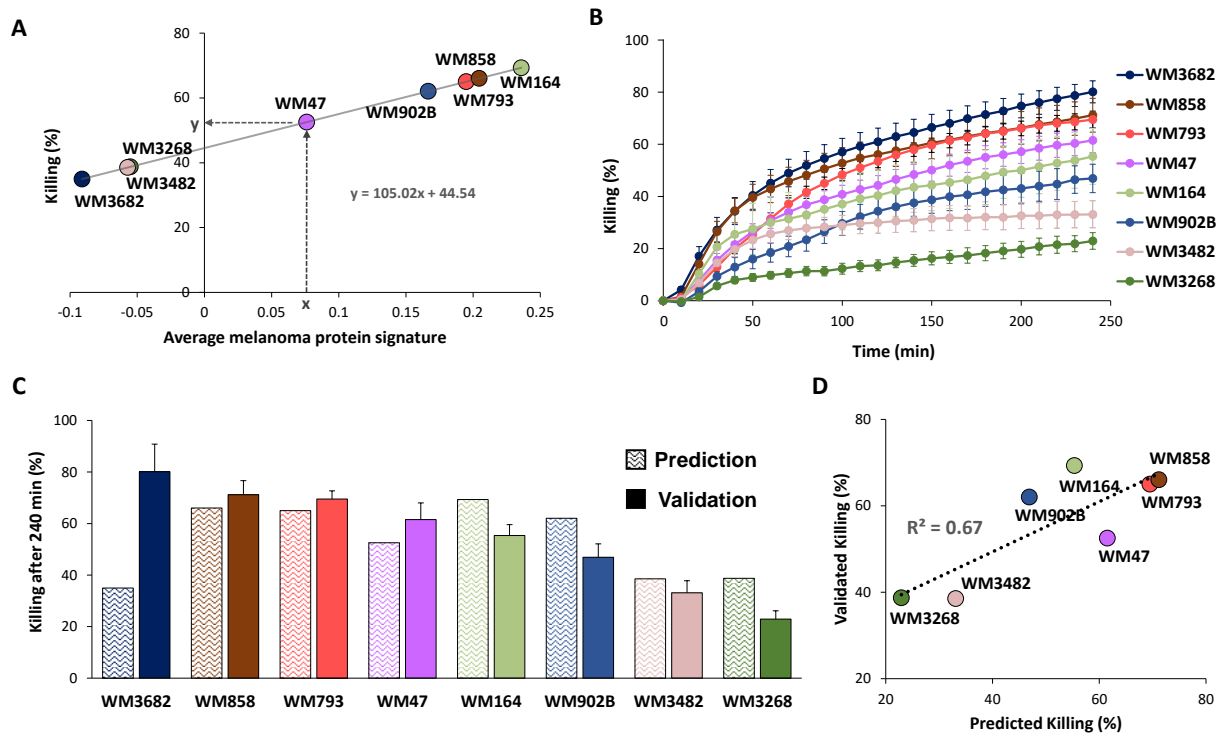 A
80
60
40
20
0
-0.1
-0.05
0
0.05
0.1
0.15
0.2
0.25
Killing (%)
Average melanoma protein signature
WM858
WM164
WM793
WM902B
WM47
y
WM3268
WM3482
WM3682
y = 105.02x + 44.54
x
B
100
80
60
40
20
0
0
50
100
150
200
250
Killing (%)
Time (min)
WM3682
WM858
WM793
WM47
WM164
WM902B
WM3482
WM3268
C
100
80
60
40
20
0
Killing after 240 min (%)
Prediction
Validation
WM3682
WM858
WM793
WM47
WM164
WM902B
WM3482
WM3268
D
80
60
40
20
20
40
60
80
Validated Killing (%)
Predicted Killing (%)
WM858
WM164
WM793
WM902B
R² = 0.67
WM47
WM3482
WM3268